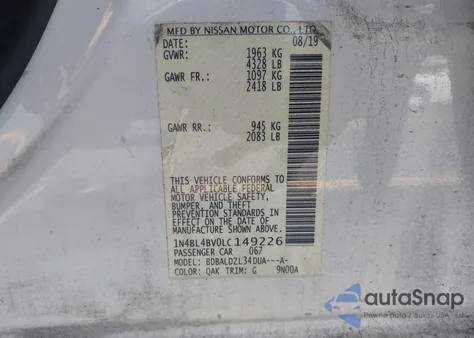 MFD BY NISSAN MOTOR CO., LTD.
DATE: 08/19
GVWR: 1963 KG
4328 LB
GAWR FR.: 1097 KG
2418 LB
GAWR RR.: 945 KG
2083 LB
THIS VEHICLE CONFORMS TO
ALL APPLICABLE FEDERAL
MOTOR VEHICLE SAFETY,
BUMPER, AND THEFT
PREVENTION STANDARDS
IN EFFECT ON THE DATE OF
MANUFACTURE SHOWN ABOVE.
1N4BL4BV0LC149226
PASSENGER CAR 067
MODEL: BDBALDZL34DUA---A-
COLOR: QAK TRIM: G 9N00A
autoSnap